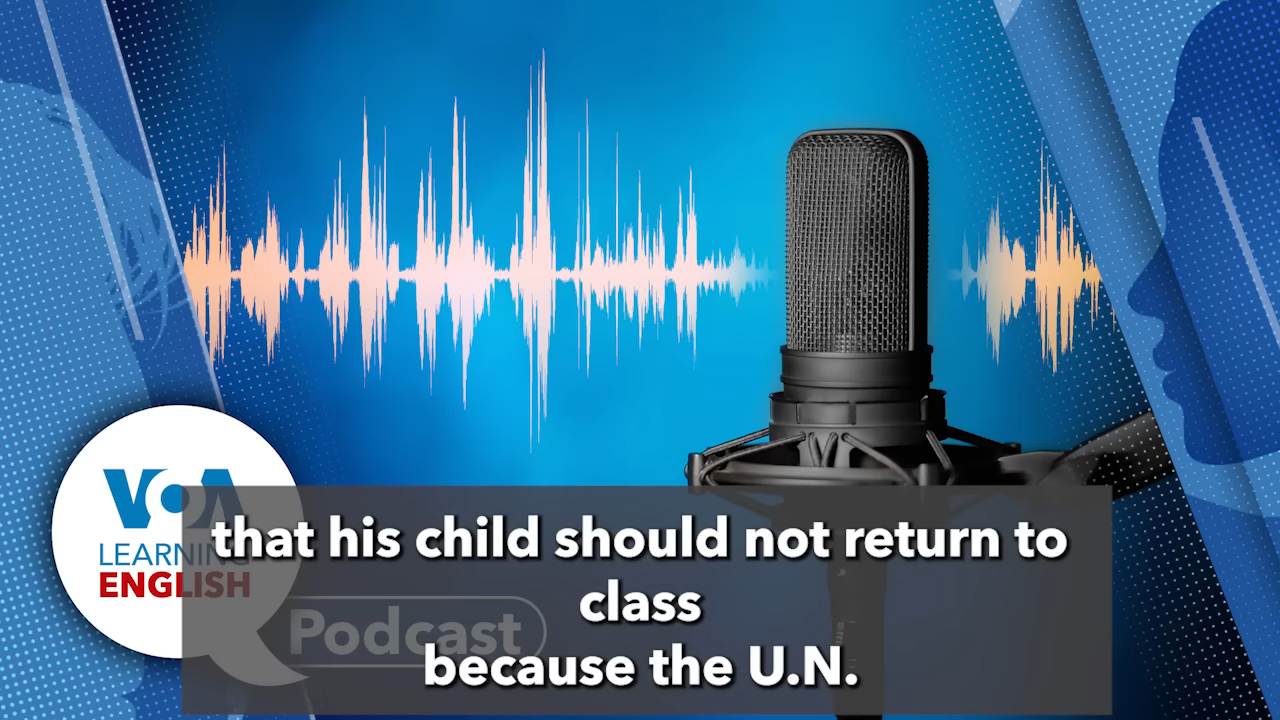 VOA
LEARNING
ENGLISH
Podcast
that his child should not return to
class
because the U.N.